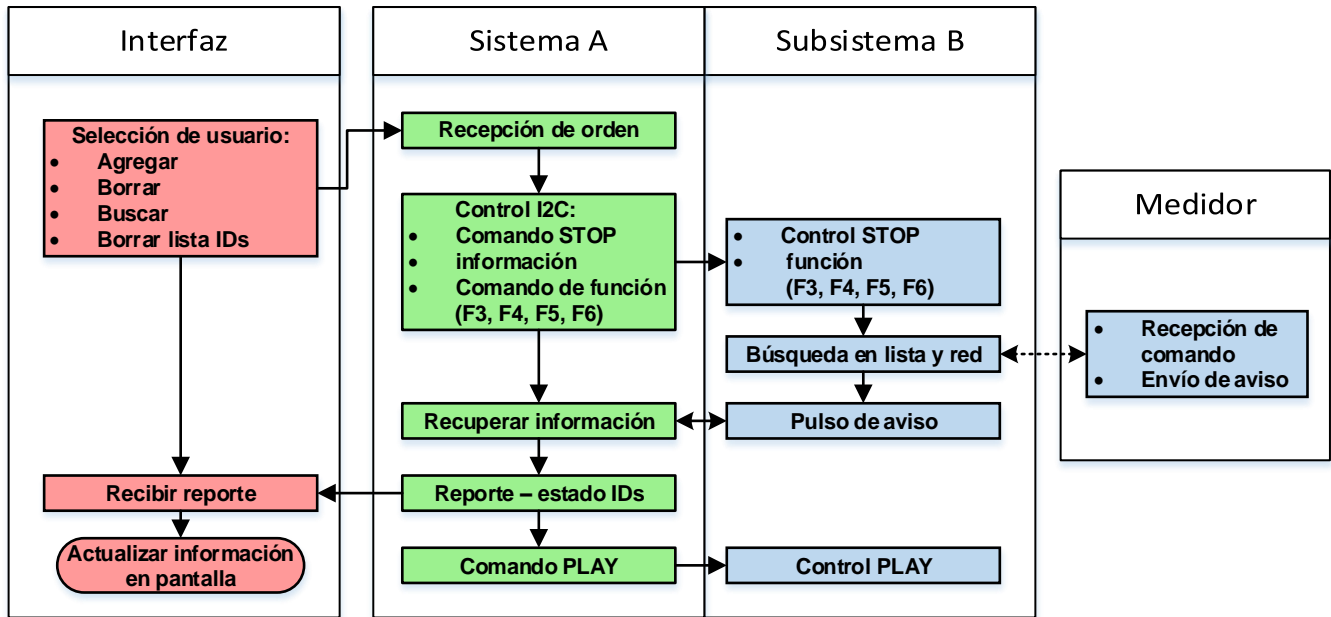 Interfaz
Selección de usuario:
• Agregar
• Borrar
• Buscar
• Borrar lista IDs
Recibir reporte
Actualizar información
en pantalla
Sistema A
Recepción de orden
Control I2C:
• Comando STOP
• información
• Comando de función
(F3, F4, F5, F6)
Recuperar información
Reporte – estado IDs
Comando PLAY
Subsistema B
• Control STOP
• función
(F3, F4, F5, F6)
Búsqueda en lista y red
Pulso de aviso
Control PLAY
Medidor
• Recepción de
comando
• Envío de aviso